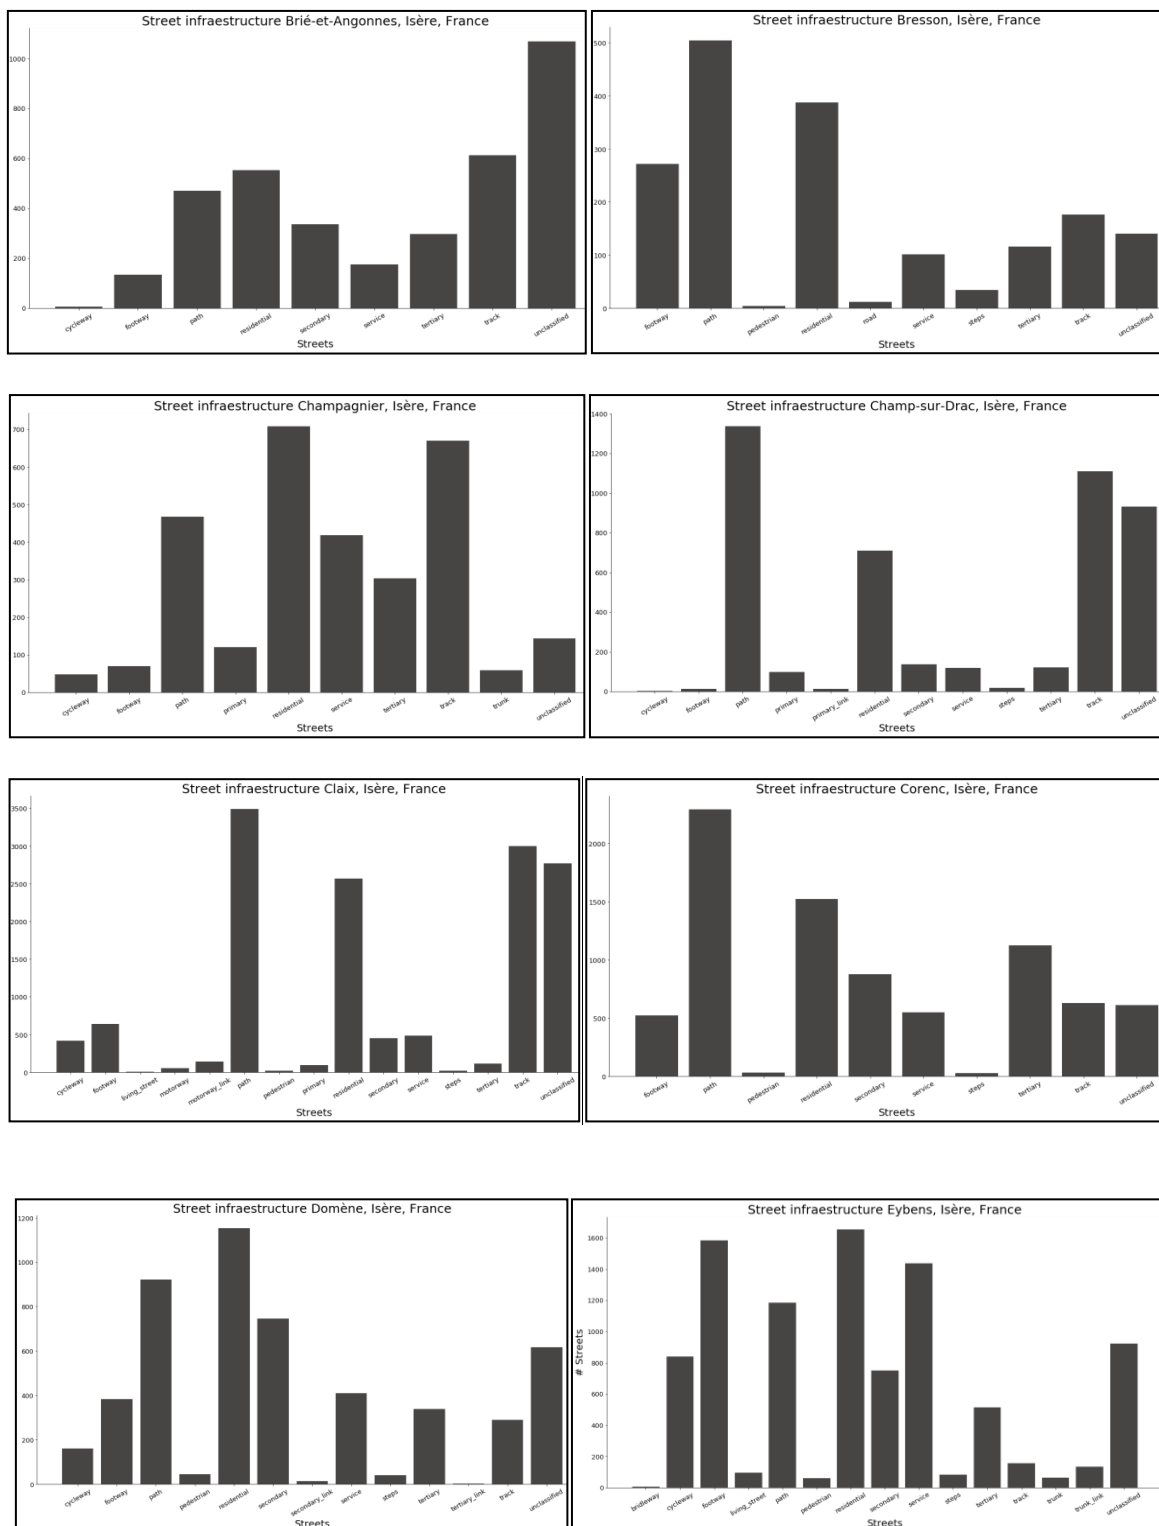 Street infraestructure Brié-et-Angonnes, Isère, France
1000
800
600
400
200
0
cycleway footway path residential secondary service tertiary track unclassified
Streets
Street infraestructure Bresson, Isère, France
500
400
300
200
100
0
footway path pedestrian residential road service steps tertiary track unclassified
Streets
Street infraestructure Champagnier, Isère, France
700
600
500
400
300
200
100
0
cycleway footway path primary residential service tertiary track trunk unclassified
Streets
Street infraestructure Champ-sur-Drac, Isère, France
1400
1200
1000
800
600
400
200
0
cycleway footway path primary primary_link residential secondary service steps tertiary track unclassified
Streets
Street infraestructure Claix, Isère, France
3500
3000
2500
2000
1500
1000
500
0
cycleway footway living_street motorway motorway_link path pedestrian primary residential secondary service steps tertiary track unclassified
Streets
Street infraestructure Corenc, Isère, France
2000
1500
1000
500
0
footway path pedestrian residential secondary service steps tertiary track unclassified
Streets
Street infraestructure Domène, Isère, France
1200
1000
800
600
400
200
0
cycleway footway path pedestrian residential secondary secondary_link service steps tertiary tertiary_link track unclassified
Streets
Street infraestructure Eybens, Isère, France
# Streets
1600
1400
1200
1000
800
600
400
200
0
bridleway cycleway footway living_street path pedestrian residential secondary service steps tertiary track trunk trunk_link unclassified
Streets